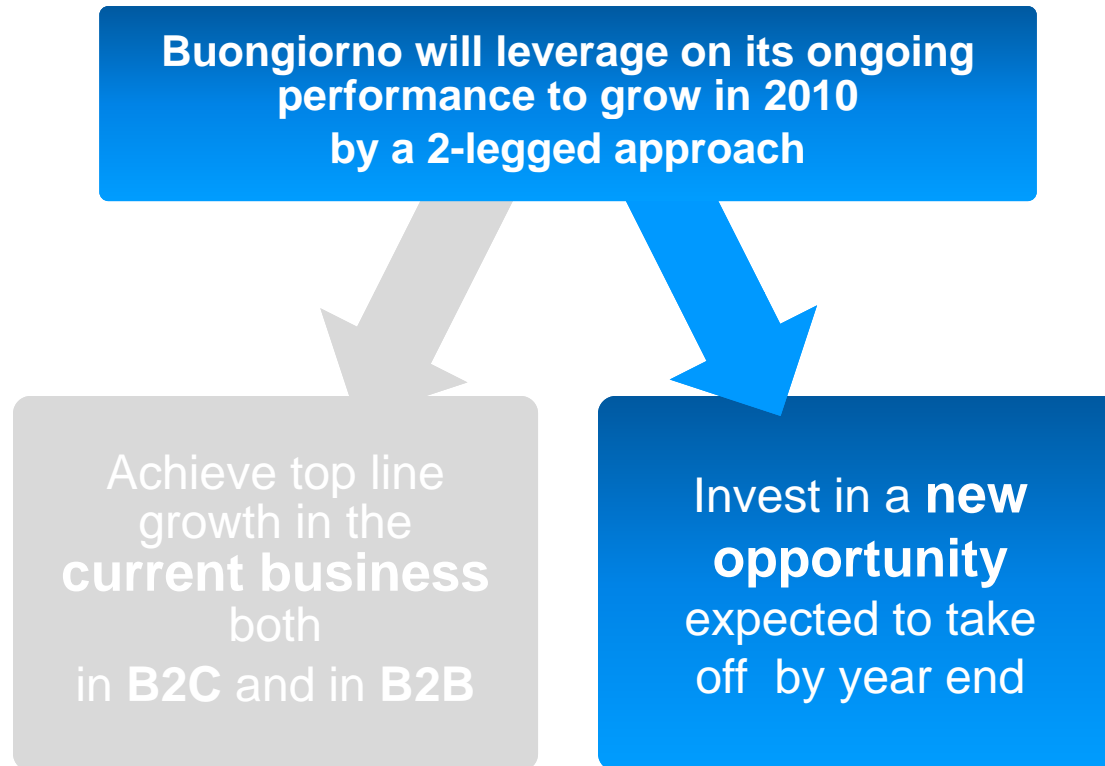 Buongiorno will leverage on its ongoing
performance to grow in 2010
by a 2-legged approach
Achieve top line
growth in the
current business
both
in B2C and in B2B
Invest in a new
opportunity
expected to take
off by year end